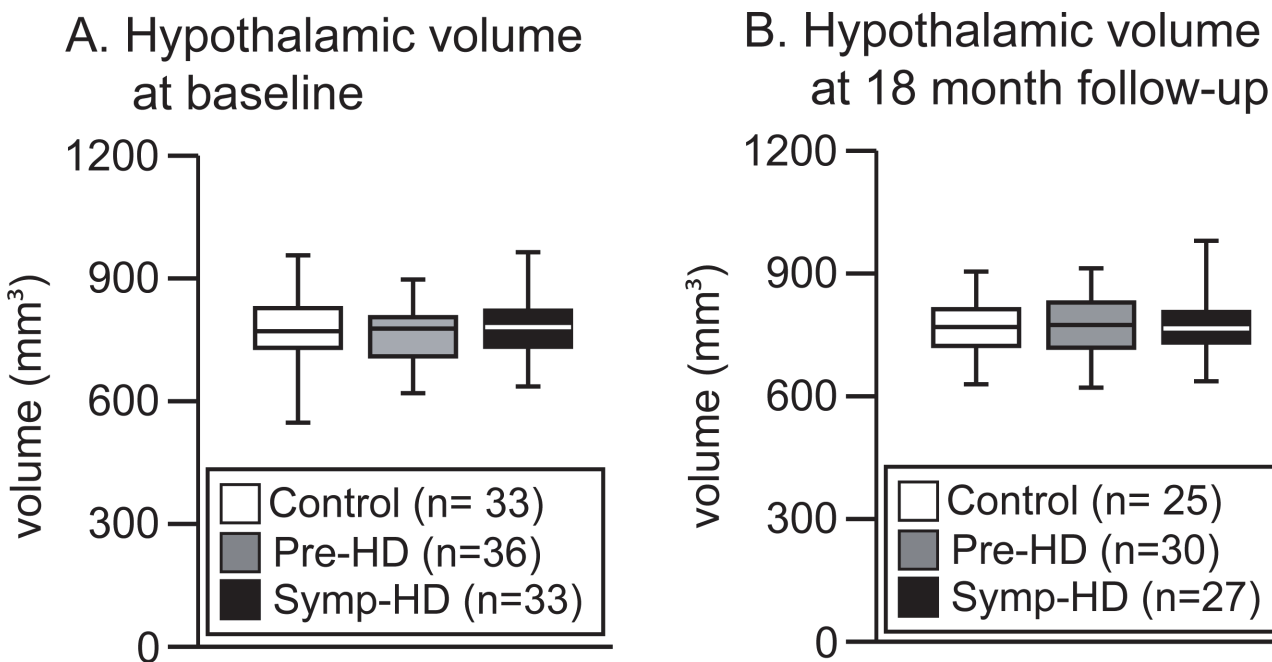 A. Hypothalamic volume
at baseline
1200
900
600
300
0
volume (mm³)
Control (n= 33)
Pre-HD (n=36)
Symp-HD (n=33)
B. Hypothalamic volume
at 18 month follow-up
1200
900
600
300
0
volume (mm³)
Control (n= 25)
Pre-HD (n=30)
Symp-HD (n=27)